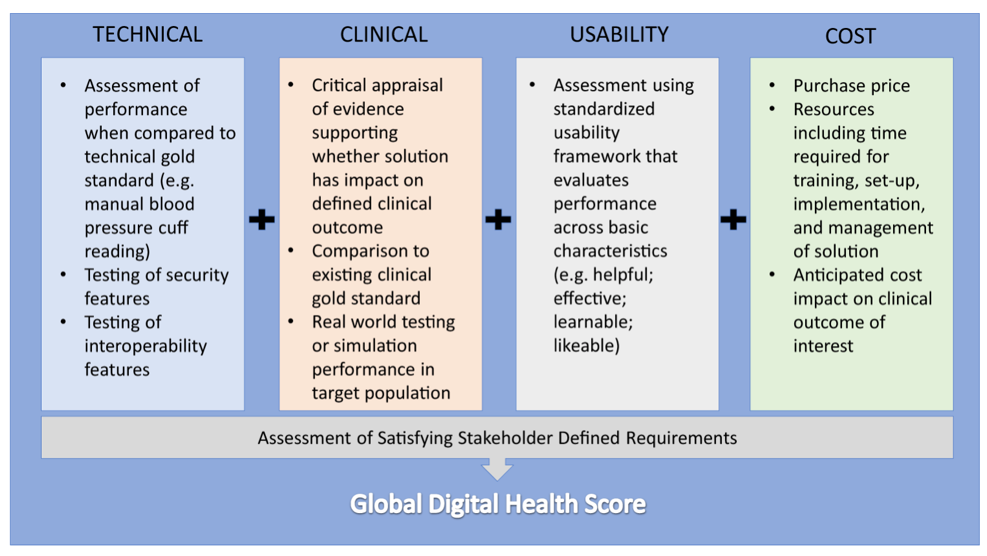 TECHNICAL
• Assessment of
performance
when compared to
technical gold
standard (e.g.
manual blood
pressure cuff
reading)
• Testing of security
features
• Testing of
interoperability
features
+
CLINICAL
• Critical appraisal
of evidence
supporting
whether solution
has impact on
defined clinical
outcome
• Comparison to
existing clinical
gold standard
• Real world testing
or simulation
performance in
target population
+
USABILITY
• Assessment using
standardized
usability
framework that
evaluates
performance
across basic
characteristics
(e.g. helpful;
effective;
learnable;
likeable)
+
COST
• Purchase price
• Resources
including time
required for
training, set-up,
implementation,
and management
of solution
• Anticipated cost
impact on clinical
outcome of
interest
Assessment of Satisfying Stakeholder Defined Requirements
Global Digital Health Score